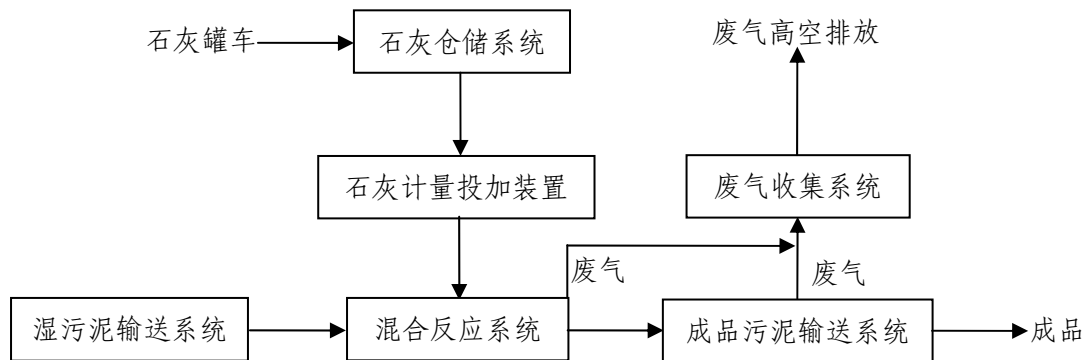 石灰罐车
石灰仓储系统
废气高空排放
石灰计量投加装置
废气收集系统
废气
废气
湿污泥输送系统
混合反应系统
成品污泥输送系统
成品